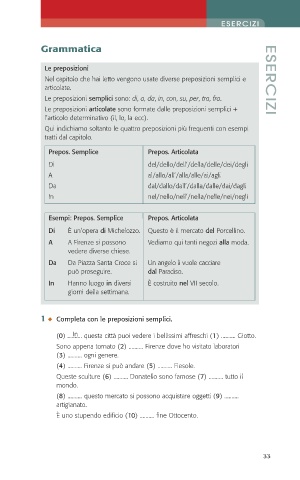 ESERCIZI
Grammatica
ESERCIZI
Le preposizioni
Nel capitolo che hai letto vengono usate diverse preposizioni semplici e
articolate.
Le preposizioni semplici sono: di, a, da, in, con, su, per, tra, fra.
Le preposizioni articolate sono formate dalle preposizioni semplici +
l'articolo determinativo (il, lo, la ecc).
Qui indichiamo soltanto le quattro preposizioni più frequenti con esempi
tratti dal capitolo.
Prepos. Semplice Prepos. Articolata
Di del/dello/dell'/della/delle/dei/degli
A al/allo/all'/alla/alle/ai/agli
Da dal/dallo/dall'/dalla/dalle/dai/dagli
In nel/nello/nell'/nella/nelle/nei/negli
Esempi: Prepos. Semplice Prepos. Articolata
Di È un'opera di Michelozzo. Questo è il mercato del Porcellino.
A A Firenze si possono Vediamo qui tanti negozi alla moda.
vedere diverse chiese.
Da Da Piazza Santa Croce si Un angelo li vuole cacciare
può proseguire. dal Paradiso.
In Hanno luogo in diversi È costruito nel VII secolo.
giorni della settimana.
1 ◆ Completa con le preposizioni semplici.
(0) ....In.... questa città puoi vedere i bellissimi affreschi (1) .......... Giotto.
Sono appena tornato (2) .......... Firenze dove ho visitato laboratori
(3) .......... ogni genere.
(4) .......... Firenze si può andare (5) .......... Fiesole.
Queste sculture (6) .......... Donatello sono famose (7) .......... tutto il
mondo.
(8) .......... questo mercato si possono acquistare oggetti (9) ..........
artigianato.
È uno stupendo edificio (10) .......... fine Ottocento.
33